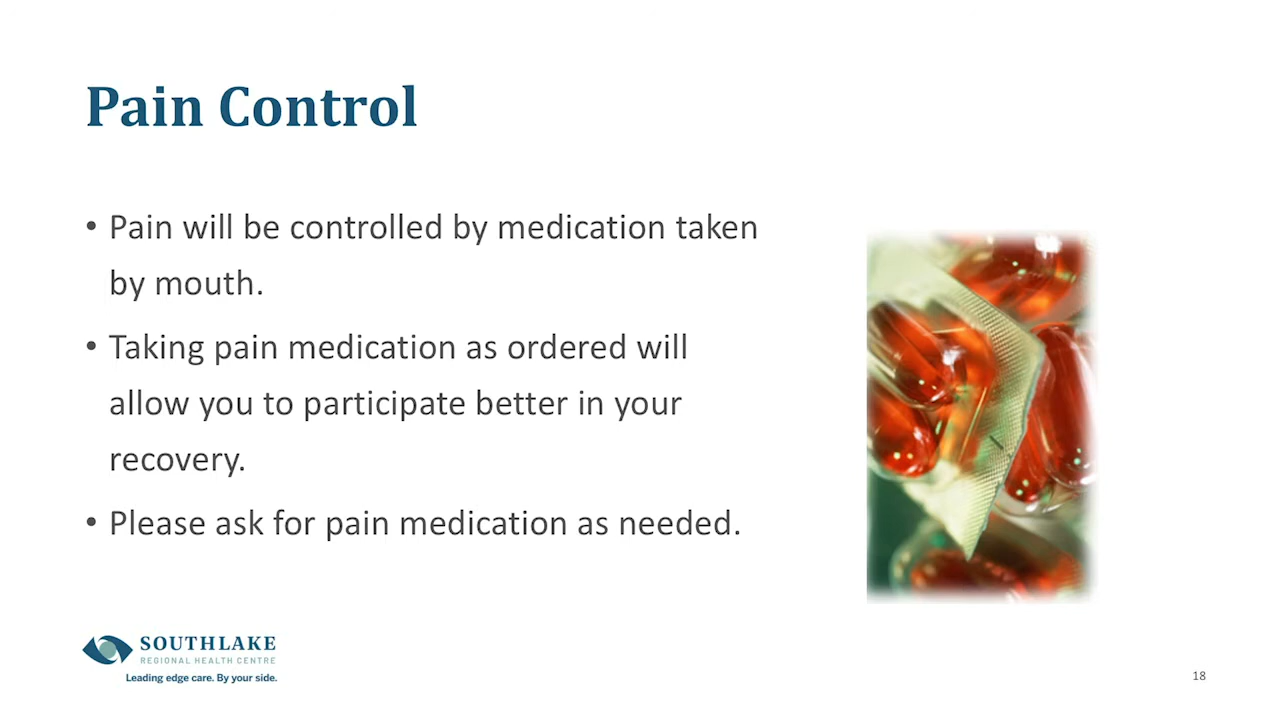 Pain Control
• Pain will be controlled by medication taken
by mouth.
• Taking pain medication as ordered will
allow you to participate better in your
recovery.
• Please ask for pain medication as needed.
SOUTHLAKE
REGIONAL HEALTH CENTRE
Leading edge care. By your side.
18